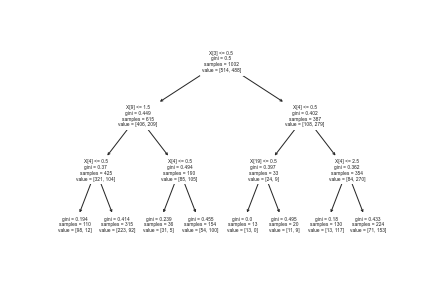 X[3] <= 0.5
gini = 0.5
samples = 1002
value = [514, 488]
X[9] <= 1.5
gini = 0.449
samples = 615
value = [406, 209]
X[4] <= 0.5
gini = 0.402
samples = 387
value = [108, 279]
X[4] <= 0.5
gini = 0.37
samples = 425
value = [321, 104]
X[4] <= 0.5
gini = 0.494
samples = 190
value = [85, 105]
X[19] <= 0.5
gini = 0.397
samples = 33
value = [24, 9]
X[4] <= 2.5
gini = 0.362
samples = 354
value = [84, 270]
gini = 0.194
samples = 110
value = [98, 12]
gini = 0.414
samples = 315
value = [223, 92]
gini = 0.239
samples = 36
value = [31, 5]
gini = 0.455
samples = 154
value = [54, 100]
gini = 0.0
samples = 13
value = [13, 0]
gini = 0.495
samples = 20
value = [11, 9]
gini = 0.18
samples = 130
value = [13, 117]
gini = 0.433
samples = 224
value = [71, 153]